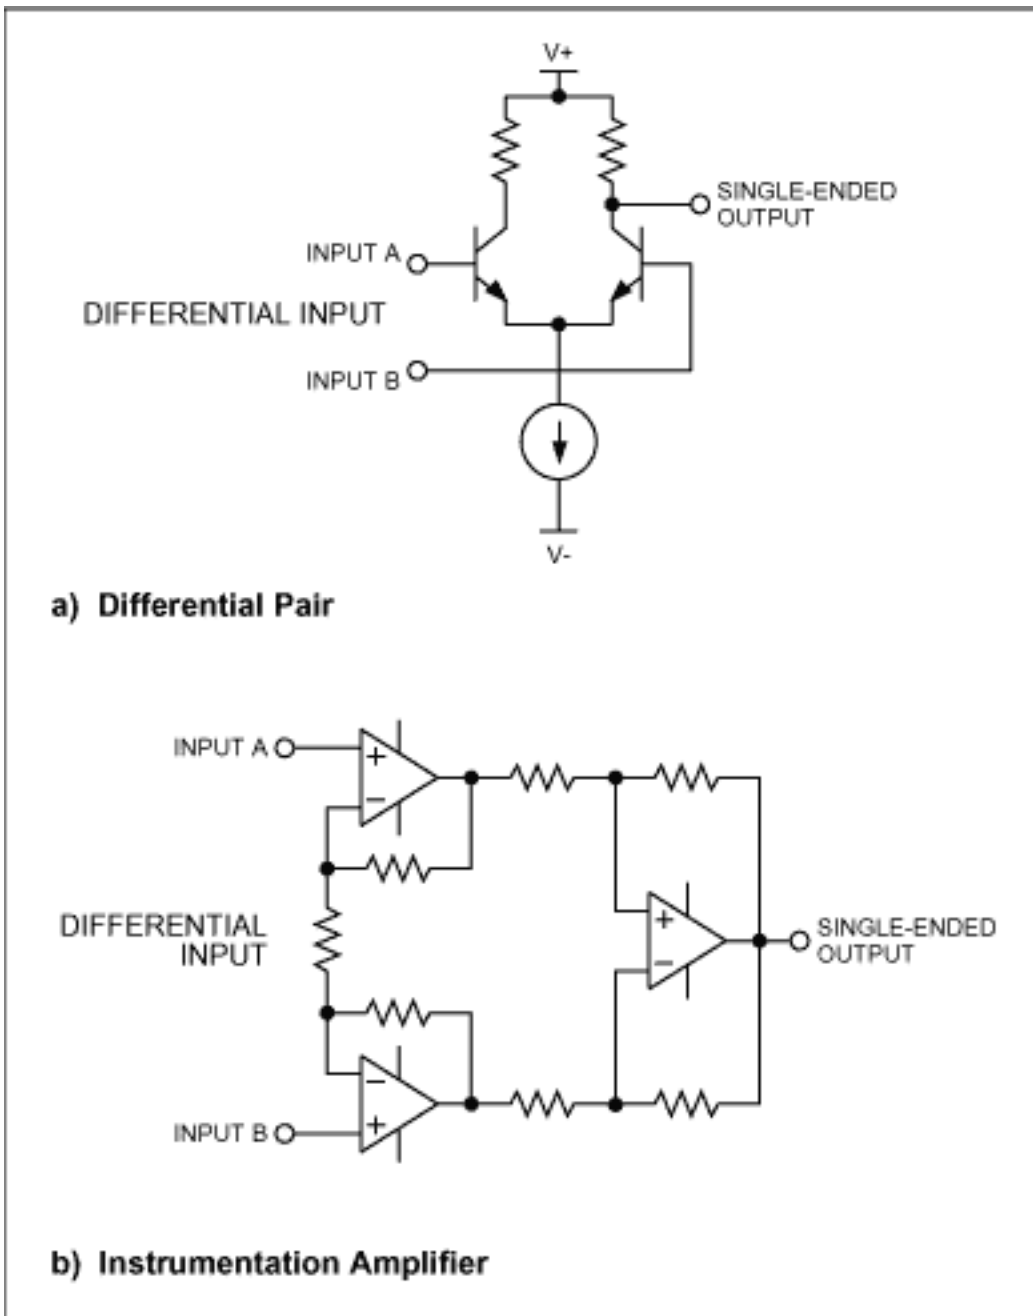 V+
SINGLE-ENDED
OUTPUT
INPUT A
DIFFERENTIAL INPUT
INPUT B
V-
a) Differential Pair
INPUT A
+
−
DIFFERENTIAL
INPUT
+
−
SINGLE-ENDED
OUTPUT
−
+
INPUT B
b) Instrumentation Amplifier